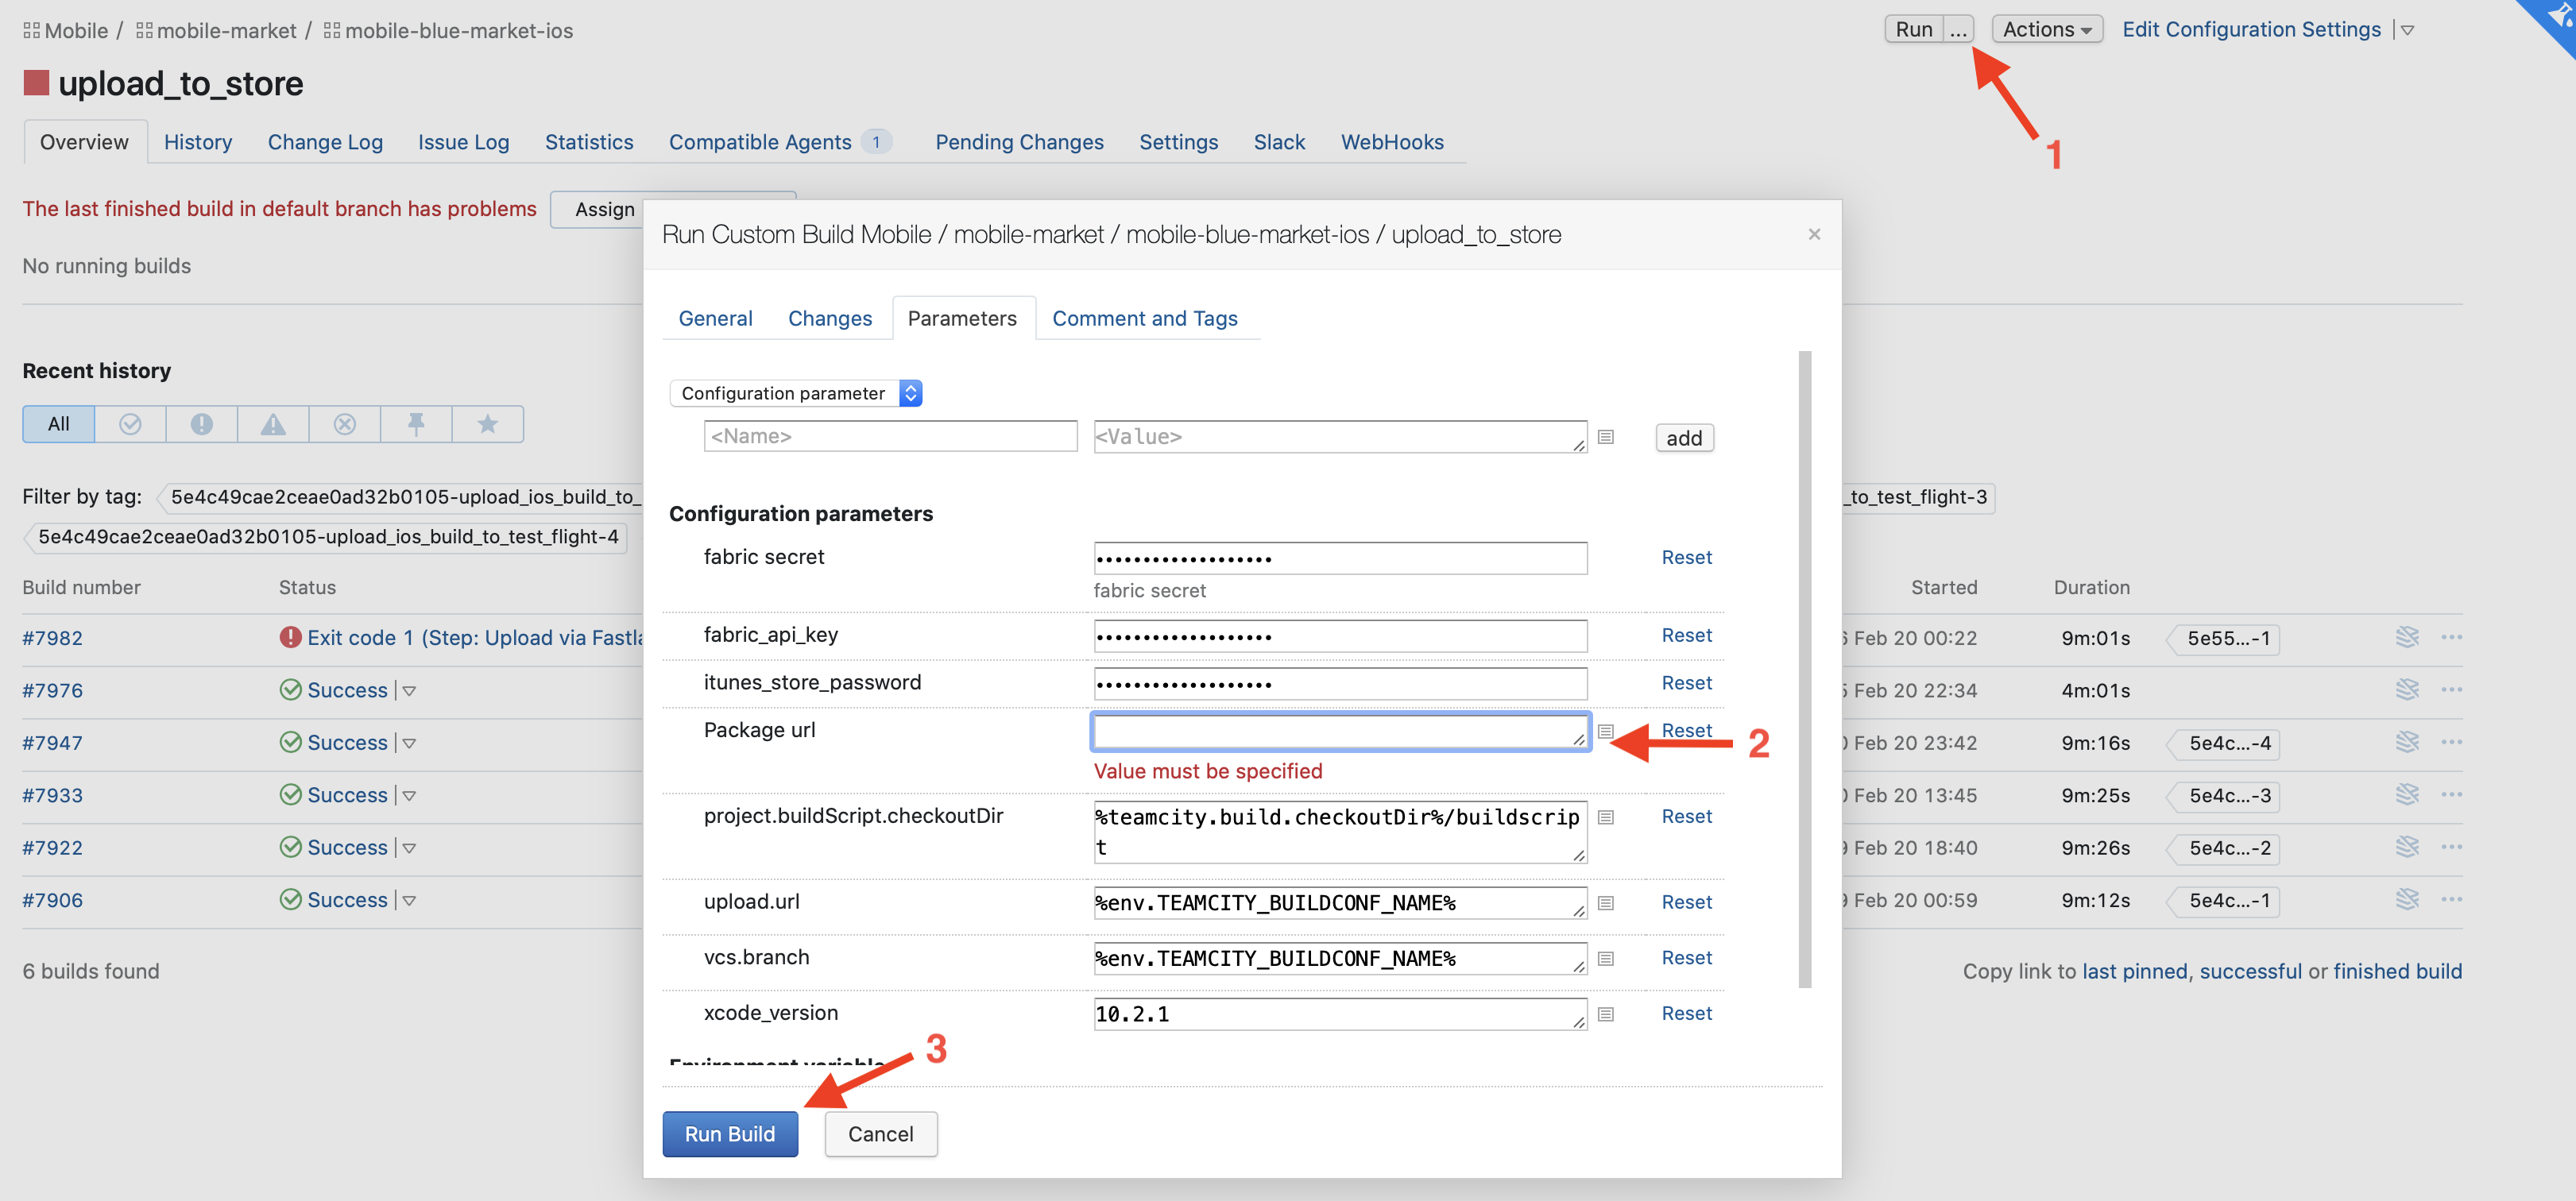 Mobile / mobile-market / mobile-blue-market-ios
Run ... Actions Edit Configuration Settings
1
upload_to_store
Overview History Change Log Issue Log Statistics Compatible Agents 1 Pending Changes Settings Slack WebHooks
The last finished build in default branch has problems Assign
No running builds
Recent history
All
Filter by tag: 5e4c49cae2ceae0ad32b0105-upload_ios_build_to_ _to_test_flight-3
5e4c49cae2ceae0ad32b0105-upload_ios_build_to_test_flight-4
Build number Status Started Duration
#7982 Exit code 1 (Step: Upload via Fastla Feb 20 00:22 9m:01s 5e55...-1
#7976 Success Feb 20 22:34 4m:01s
#7947 Success Feb 20 23:42 9m:16s 5e4c...-4
#7933 Success Feb 20 13:45 9m:25s 5e4c...-3
#7922 Success Feb 20 18:40 9m:26s 5e4c...-2
#7906 Success Feb 20 00:59 9m:12s 5e4c...-1
6 builds found
Copy link to last pinned, successful or finished build
Run Custom Build Mobile / mobile-market / mobile-blue-market-ios / upload_to_store ×
General Changes Parameters Comment and Tags
Configuration parameter
<Name> <Value> add
Configuration parameters
fabric secret ••••••••••••••••••• Reset
fabric secret
fabric_api_key ••••••••••••••••••• Reset
itunes_store_password ••••••••••••••••••• Reset
Package url Reset 2
Value must be specified
project.buildScript.checkoutDir %teamcity.build.checkoutDir%/buildscrip Reset
t
upload.url %env.TEAMCITY_BUILDCONF_NAME% Reset
vcs.branch %env.TEAMCITY_BUILDCONF_NAME% Reset
xcode_version 10.2.1 Reset
3
Environment variable
Run Build Cancel